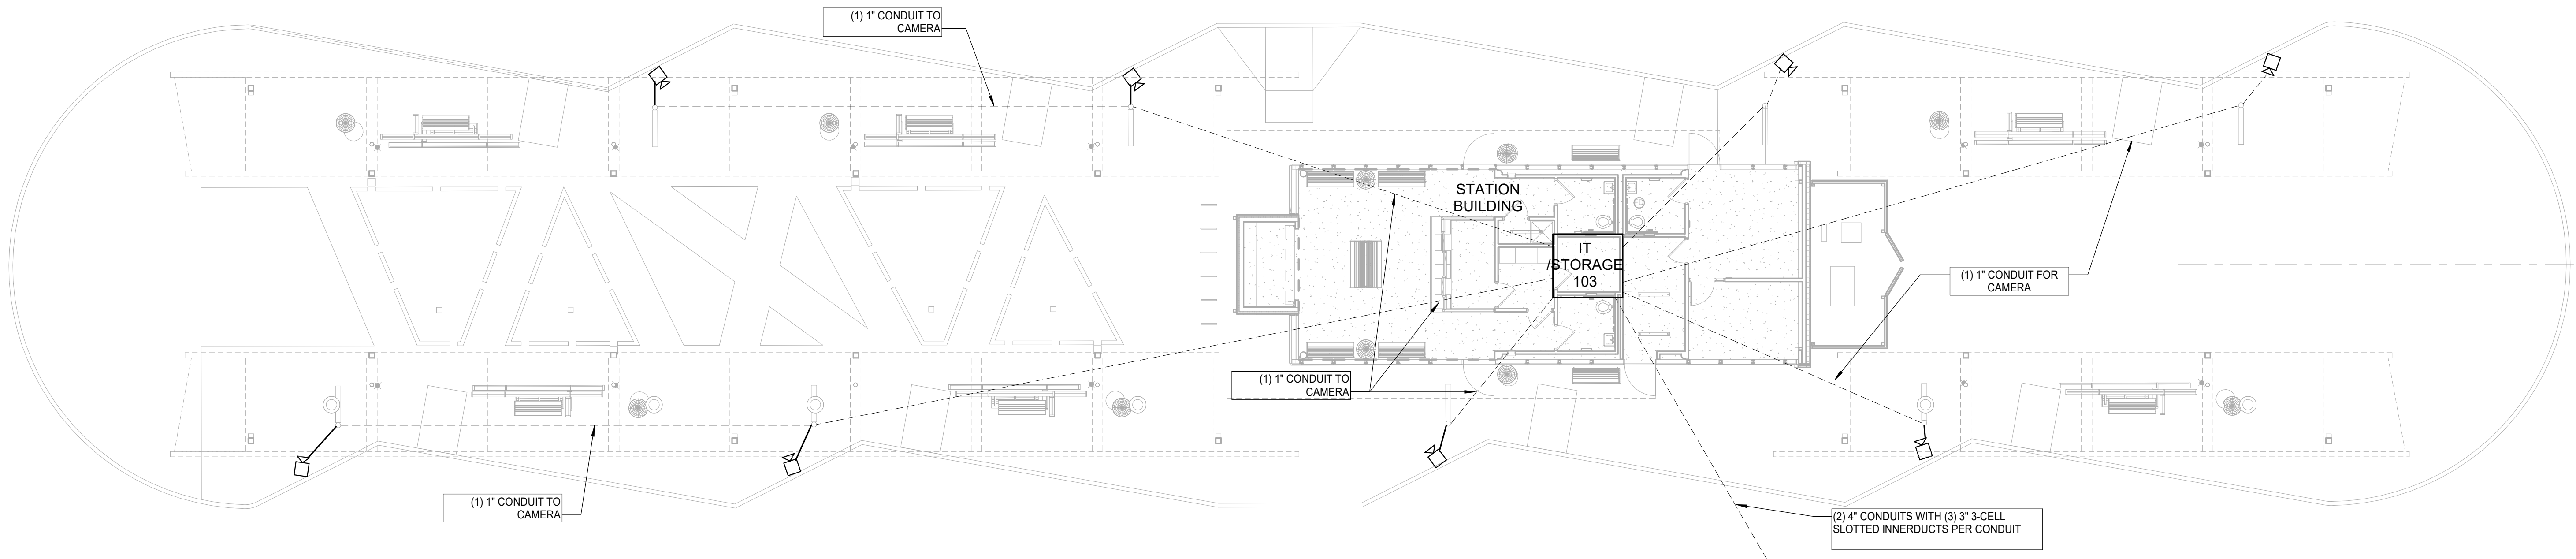 (1) 1" CONDUIT TO
CAMERA
STATION
BUILDING
IT
/STORAGE
103
(1) 1" CONDUIT FOR
CAMERA
(1) 1" CONDUIT TO
CAMERA
(1) 1" CONDUIT TO
CAMERA
(2) 4" CONDUITS WITH (3) 3" 3-CELL
SLOTTED INNERDUCTS PER CONDUIT